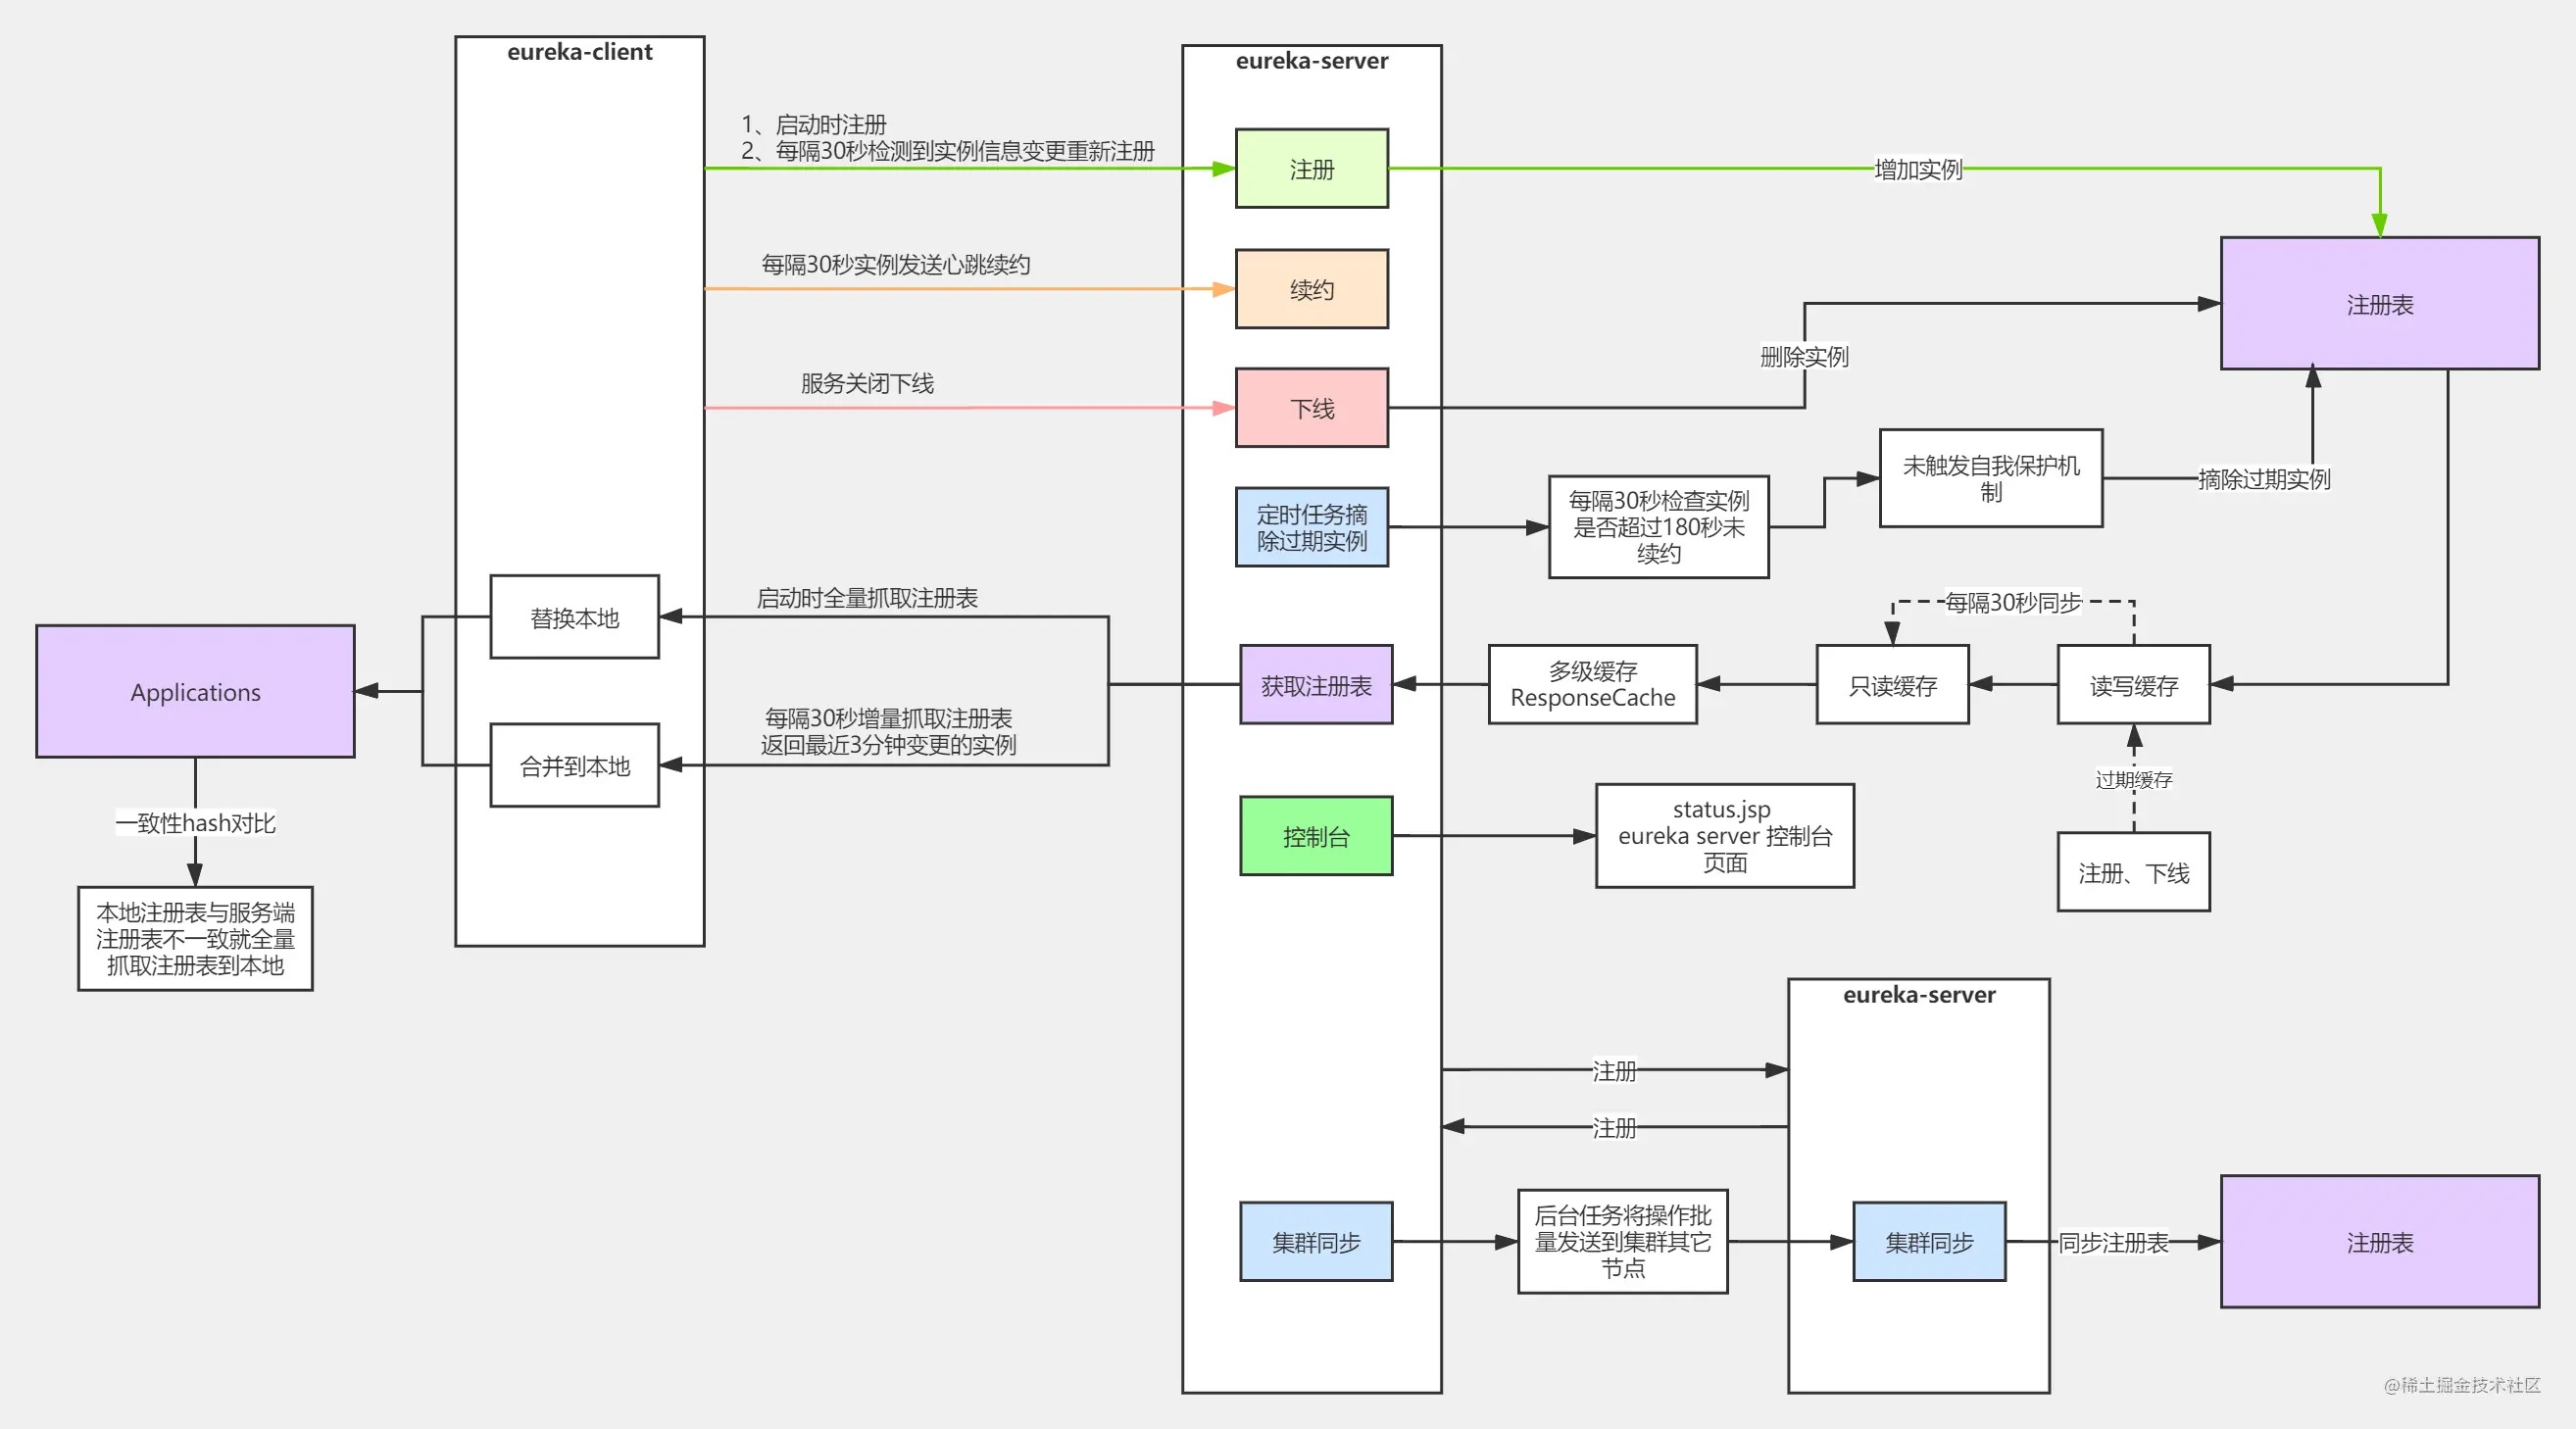 eureka-client
eureka-server
1、启动时注册
2、每隔30秒检测到实例信息变更重新注册
注册
增加实例
每隔30秒实例发送心跳续约
续约
注册表
删除实例
服务关闭下线
下线
未触发自我保护机
制
摘除过期实例
定时任务摘
除过期实例
每隔30秒检查实例
是否超过180秒未
续约
启动时全量抓取注册表
替换本地
每隔30秒同步
Applications
获取注册表
多级缓存
ResponseCache
只读缓存
读写缓存
每隔30秒增量抓取注册表
返回最近3分钟变更的实例
合并到本地
过期缓存
一致性hash对比
控制台
status.jsp
eureka server 控制台
页面
注册、下线
本地注册表与服务端
注册表不一致就全量
抓取注册表到本地
eureka-server
注册
注册
集群同步
后台任务将操作批
量发送到集群其它
节点
集群同步
同步注册表
注册表
@稀土掘金技术社区